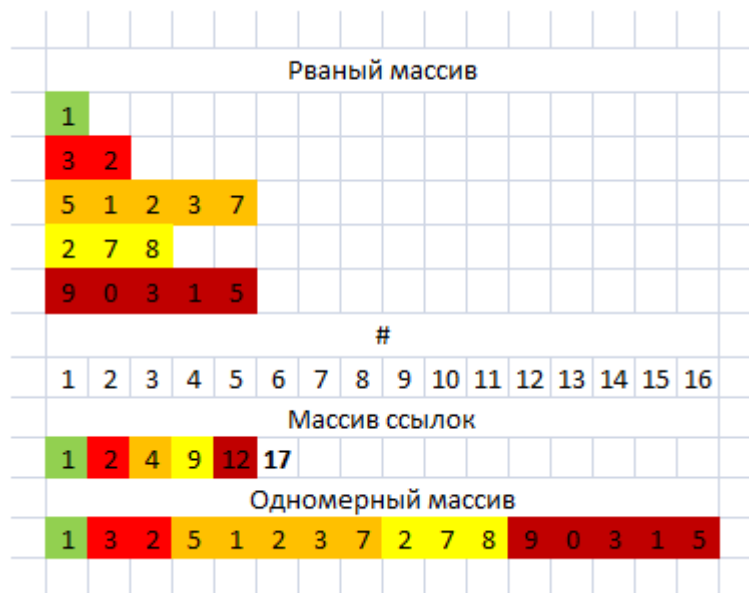 Рваный массив
1
3 2
5 1 2 3 7
2 7 8
9 0 3 1 5
#
1 2 3 4 5 6 7 8 9 10 11 12 13 14 15 16
Массив ссылок
1 2 4 9 12 17
Одномерный массив
1 3 2 5 1 2 3 7 2 7 8 9 0 3 1 5